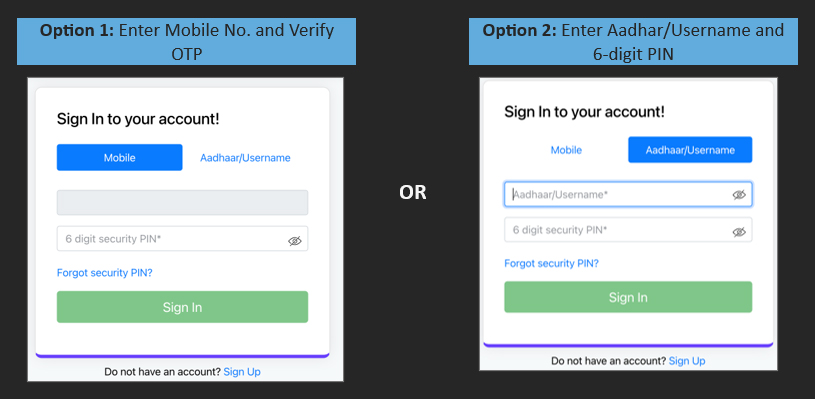 Option 1: Enter Mobile No. and Verify
OTP
Sign In to your account!
Mobile Aadhaar/Username
6 digit security PIN*
Forgot security PIN?
Sign In
Do not have an account? Sign Up
OR
Option 2: Enter Aadhar/Username and
6-digit PIN
Sign In to your account!
Mobile Aadhaar/Username
Aadhaar/Username*
6 digit security PIN*
Forgot security PIN?
Sign In
Do not have an account? Sign Up